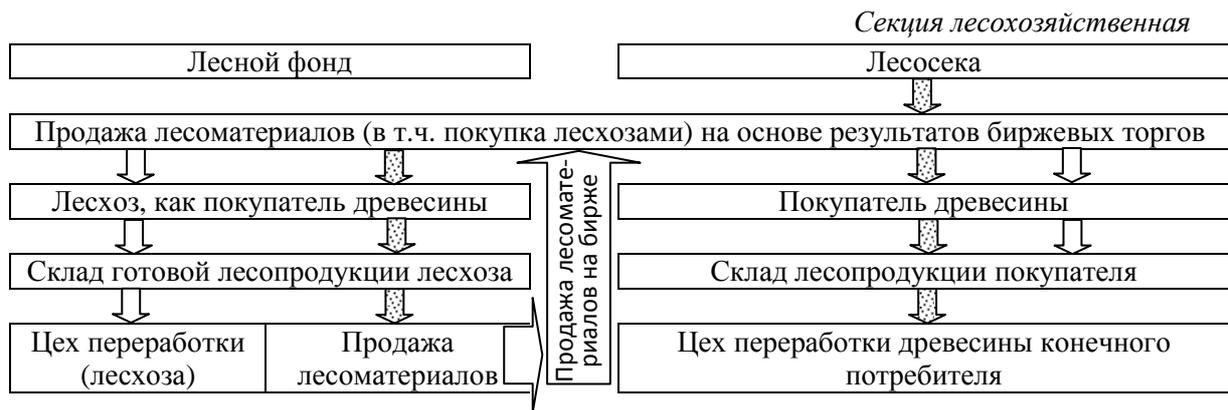 Секция лесохозяйственная
Лесной фонд
Лесосека
Продажа лесоматериалов (в т.ч. покупка лесхозами) на основе результатов биржевых торгов
Лесхоз, как покупатель древесины
Покупатель древесины
Склад готовой лесопродукции лесхоза
Склад лесопродукции покупателя
Цех переработки
(лесхоза)
Продажа
лесоматериалов
Продажа лесомате-
риалов на бирже
Цех переработки древесины конечного
потребителя